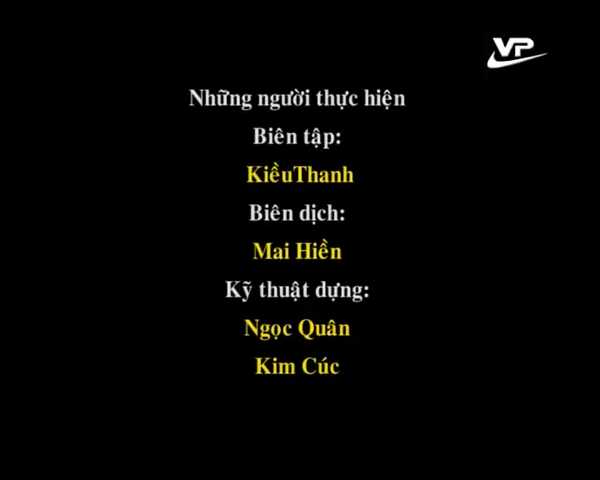 VP
Những người thực hiện
Biên tập:
KiềuThanh
Biên dịch:
Mai Hiền
Kỹ thuật dựng:
Ngọc Quân
Kim Cúc